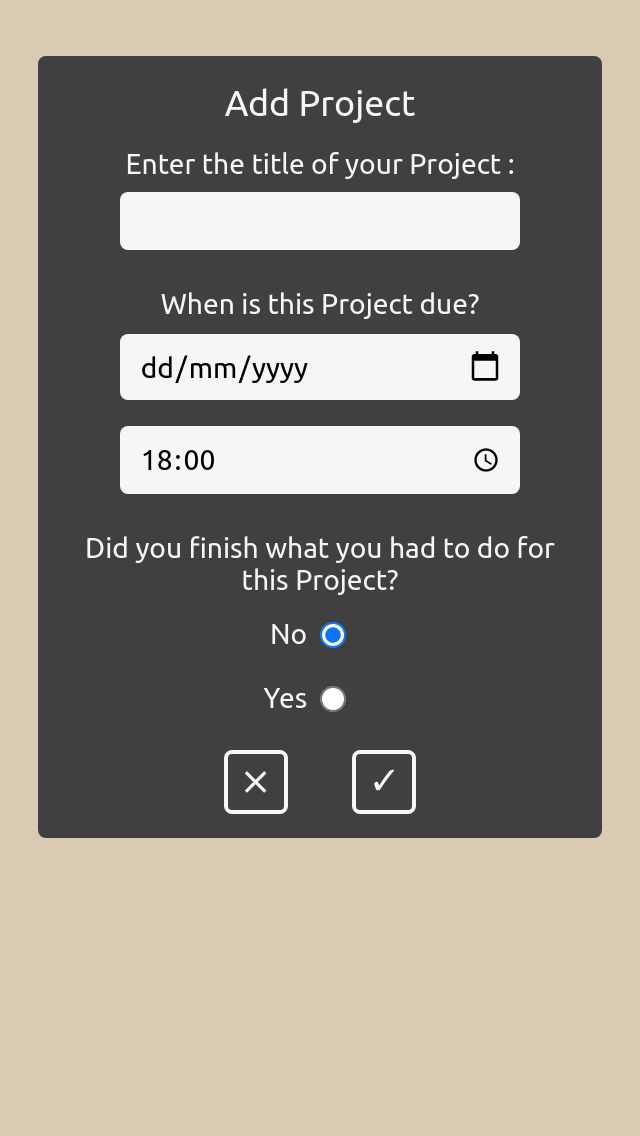 Add Project
Enter the title of your Project :
When is this Project due?
dd/mm/yyyy
18:00
Did you finish what you had to do for
this Project?
No
Yes
✕ ✓